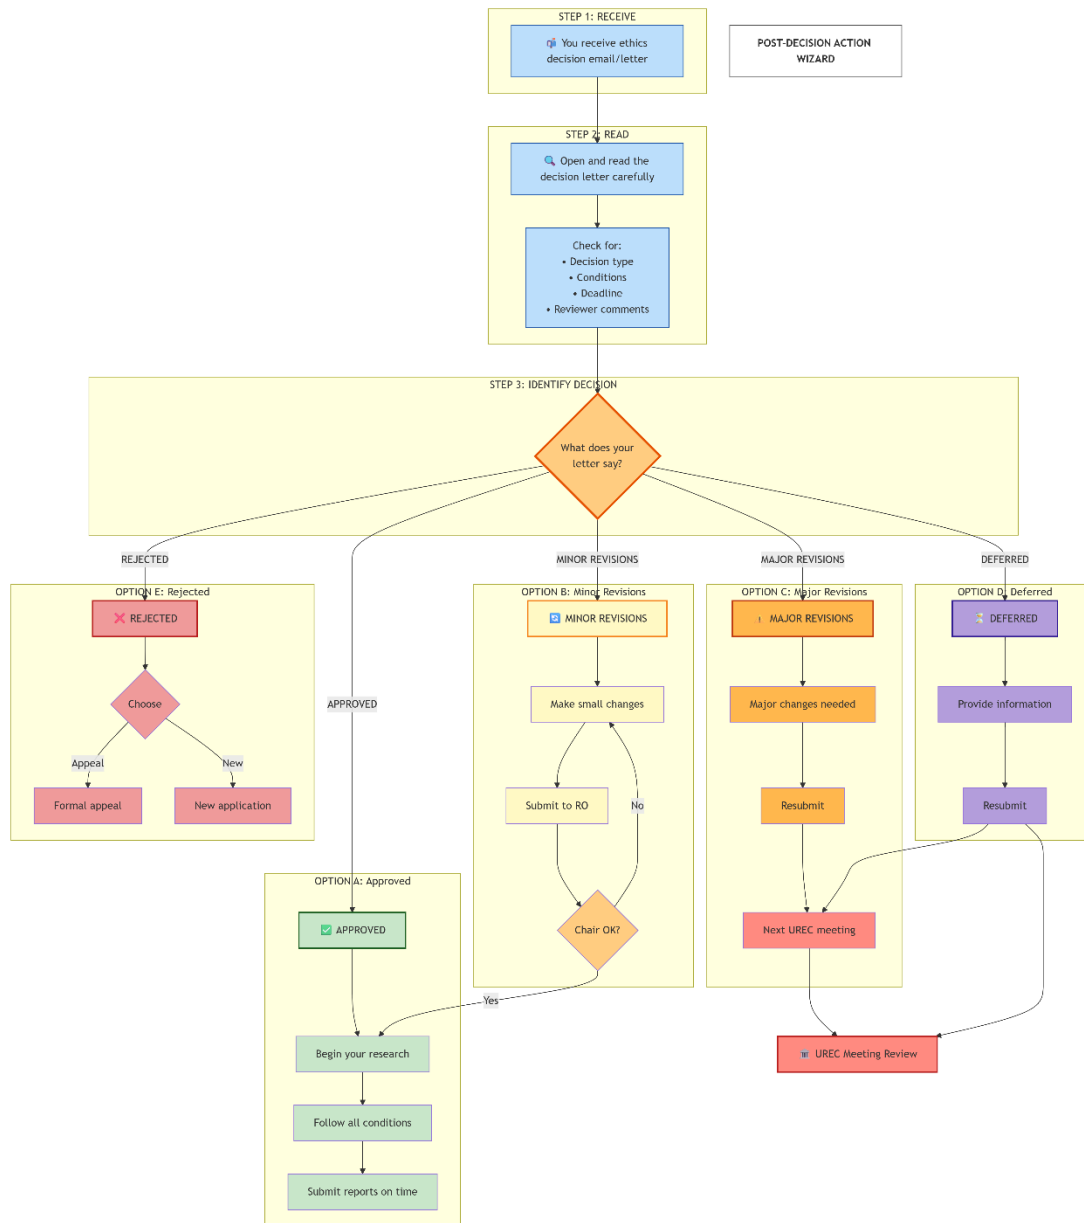 STEP 1: RECEIVE
📬 You receive ethics
decision email/letter
POST-DECISION ACTION
WIZARD
STEP 2: READ
🔍 Open and read the
decision letter carefully
Check for:
• Decision type
• Conditions
• Deadline
• Reviewer comments
STEP 3: IDENTIFY DECISION
What does your
letter say?
REJECTED
MINOR REVISIONS
MAJOR REVISIONS
DEFERRED
OPTION E: Rejected
OPTION B: Minor Revisions
OPTION C: Major Revisions
OPTION D: Deferred
❌ REJECTED
🔄 MINOR REVISIONS
MAJOR REVISIONS
DEFERRED
Choose
APPROVED
Make small changes
Major changes needed
Provide information
Appeal
New
Formal appeal
New application
Submit to RO
No
Resubmit
Resubmit
OPTION A: Approved
✅ APPROVED
Chair OK?
Next UREC meeting
Yes
Begin your research
UREC Meeting Review
Follow all conditions
Submit reports on time